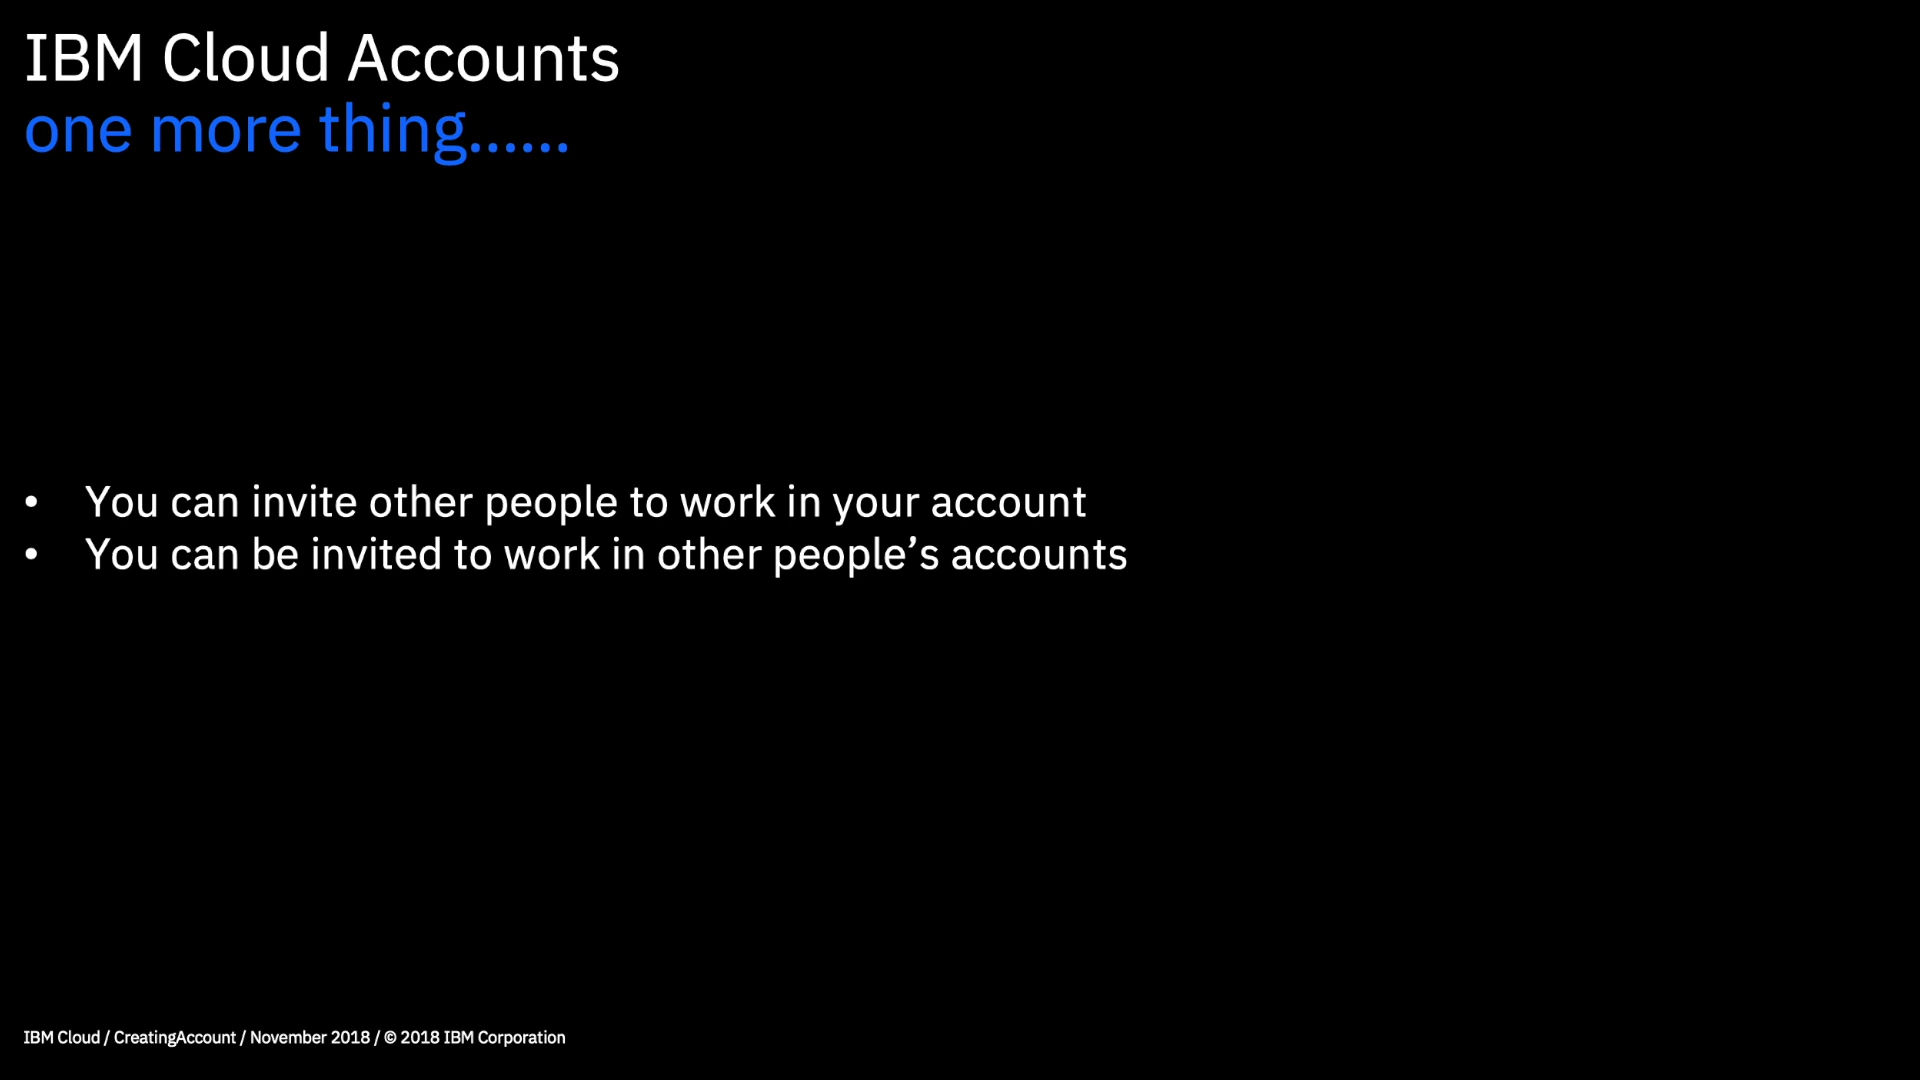 IBM Cloud Accounts
one more thing......
• You can invite other people to work in your account
• You can be invited to work in other people’s accounts
IBM Cloud / CreatingAccount / November 2018 / © 2018 IBM Corporation